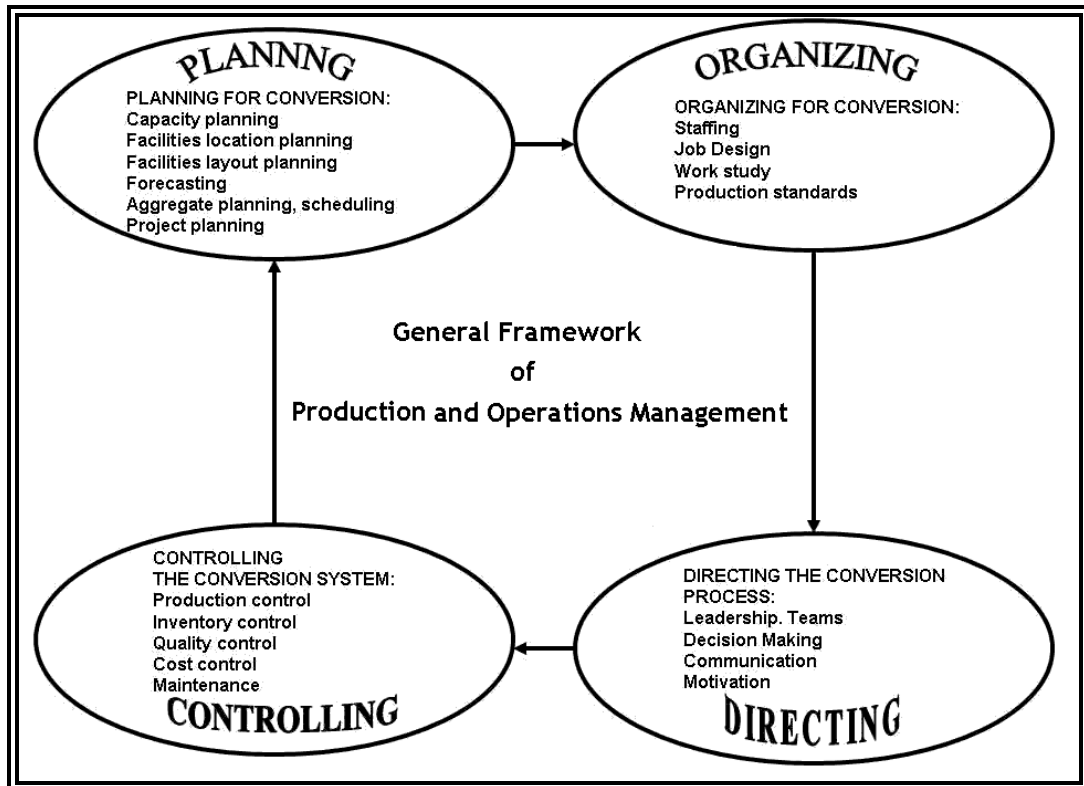 PLANNNG
PLANNING FOR CONVERSION:
Capacity planning
Facilities location planning
Facilities layout planning
Forecasting
Aggregate planning, scheduling
Project planning
ORGANIZING
ORGANIZING FOR CONVERSION:
Staffing
Job Design
Work study
Production standards
General Framework
of
Production and Operations Management
CONTROLLING
THE CONVERSION SYSTEM:
Production control
Inventory control
Quality control
Cost control
Maintenance
CONTROLLING
DIRECTING THE CONVERSION
PROCESS:
Leadership. Teams
Decision Making
Communication
Motivation
DIRECTING